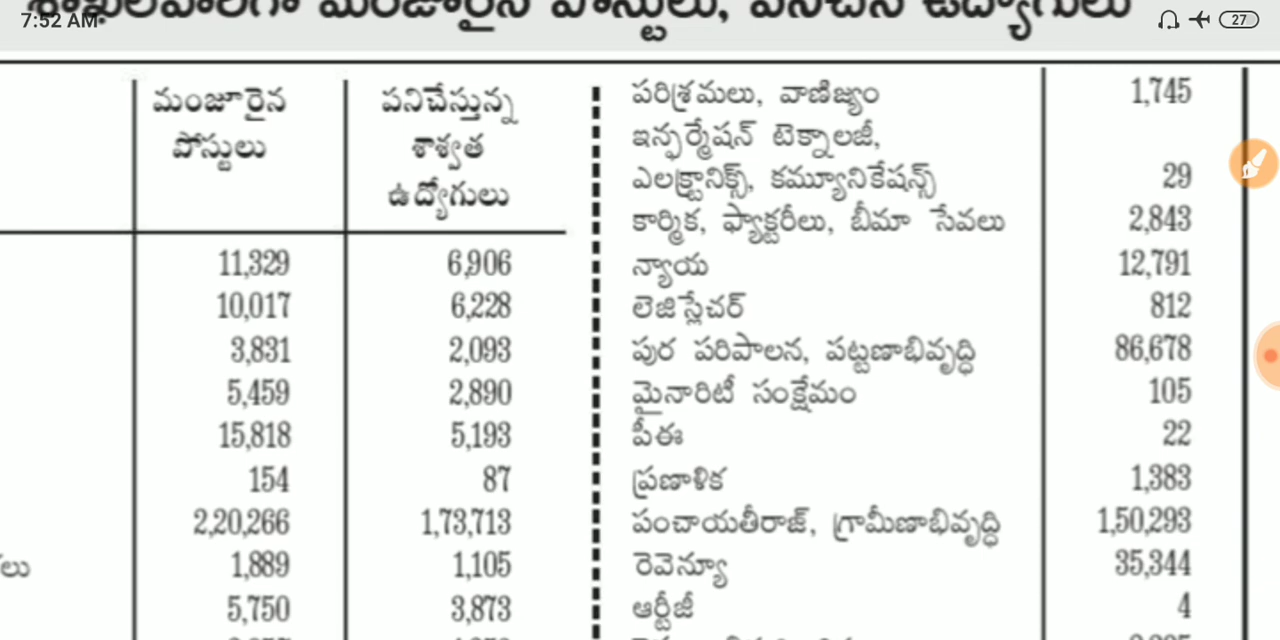 శాఖలవారీగా మంజూరైన పోస్టులు, పనిచేసే ఉద్యోగులు
7:52 AM
27
మంజూరైన
పోస్టులు
పనిచేస్తున్న
శాశ్వత
ఉద్యోగులు
11,329 6,906
10,017 6,228
3,831 2,093
5,459 2,890
15,818 5,193
154 87
2,20,266 1,73,713
లు 1,889 1,105
5,750 3,873
పరిశ్రమలు, వాణిజ్యం 1,745
ఇన్ఫర్మేషన్ టెక్నాలజీ,
ఎలక్ట్రానిక్స్, కమ్యూనికేషన్స్ 29
కార్మిక, ఫ్యాక్టరీలు, బీమా సేవలు 2,843
న్యాయ 12,791
లెజిస్లేచర్ 812
పుర పరిపాలన, పట్టణాభివృద్ధి 86,678
మైనారిటీ సంక్షేమం 105
పీఈ 22
ప్రణాళిక 1,383
పంచాయతీరాజ్, గ్రామీణాభివృద్ధి 1,50,293
రెవెన్యూ 35,344
ఆర్టీజీ 4